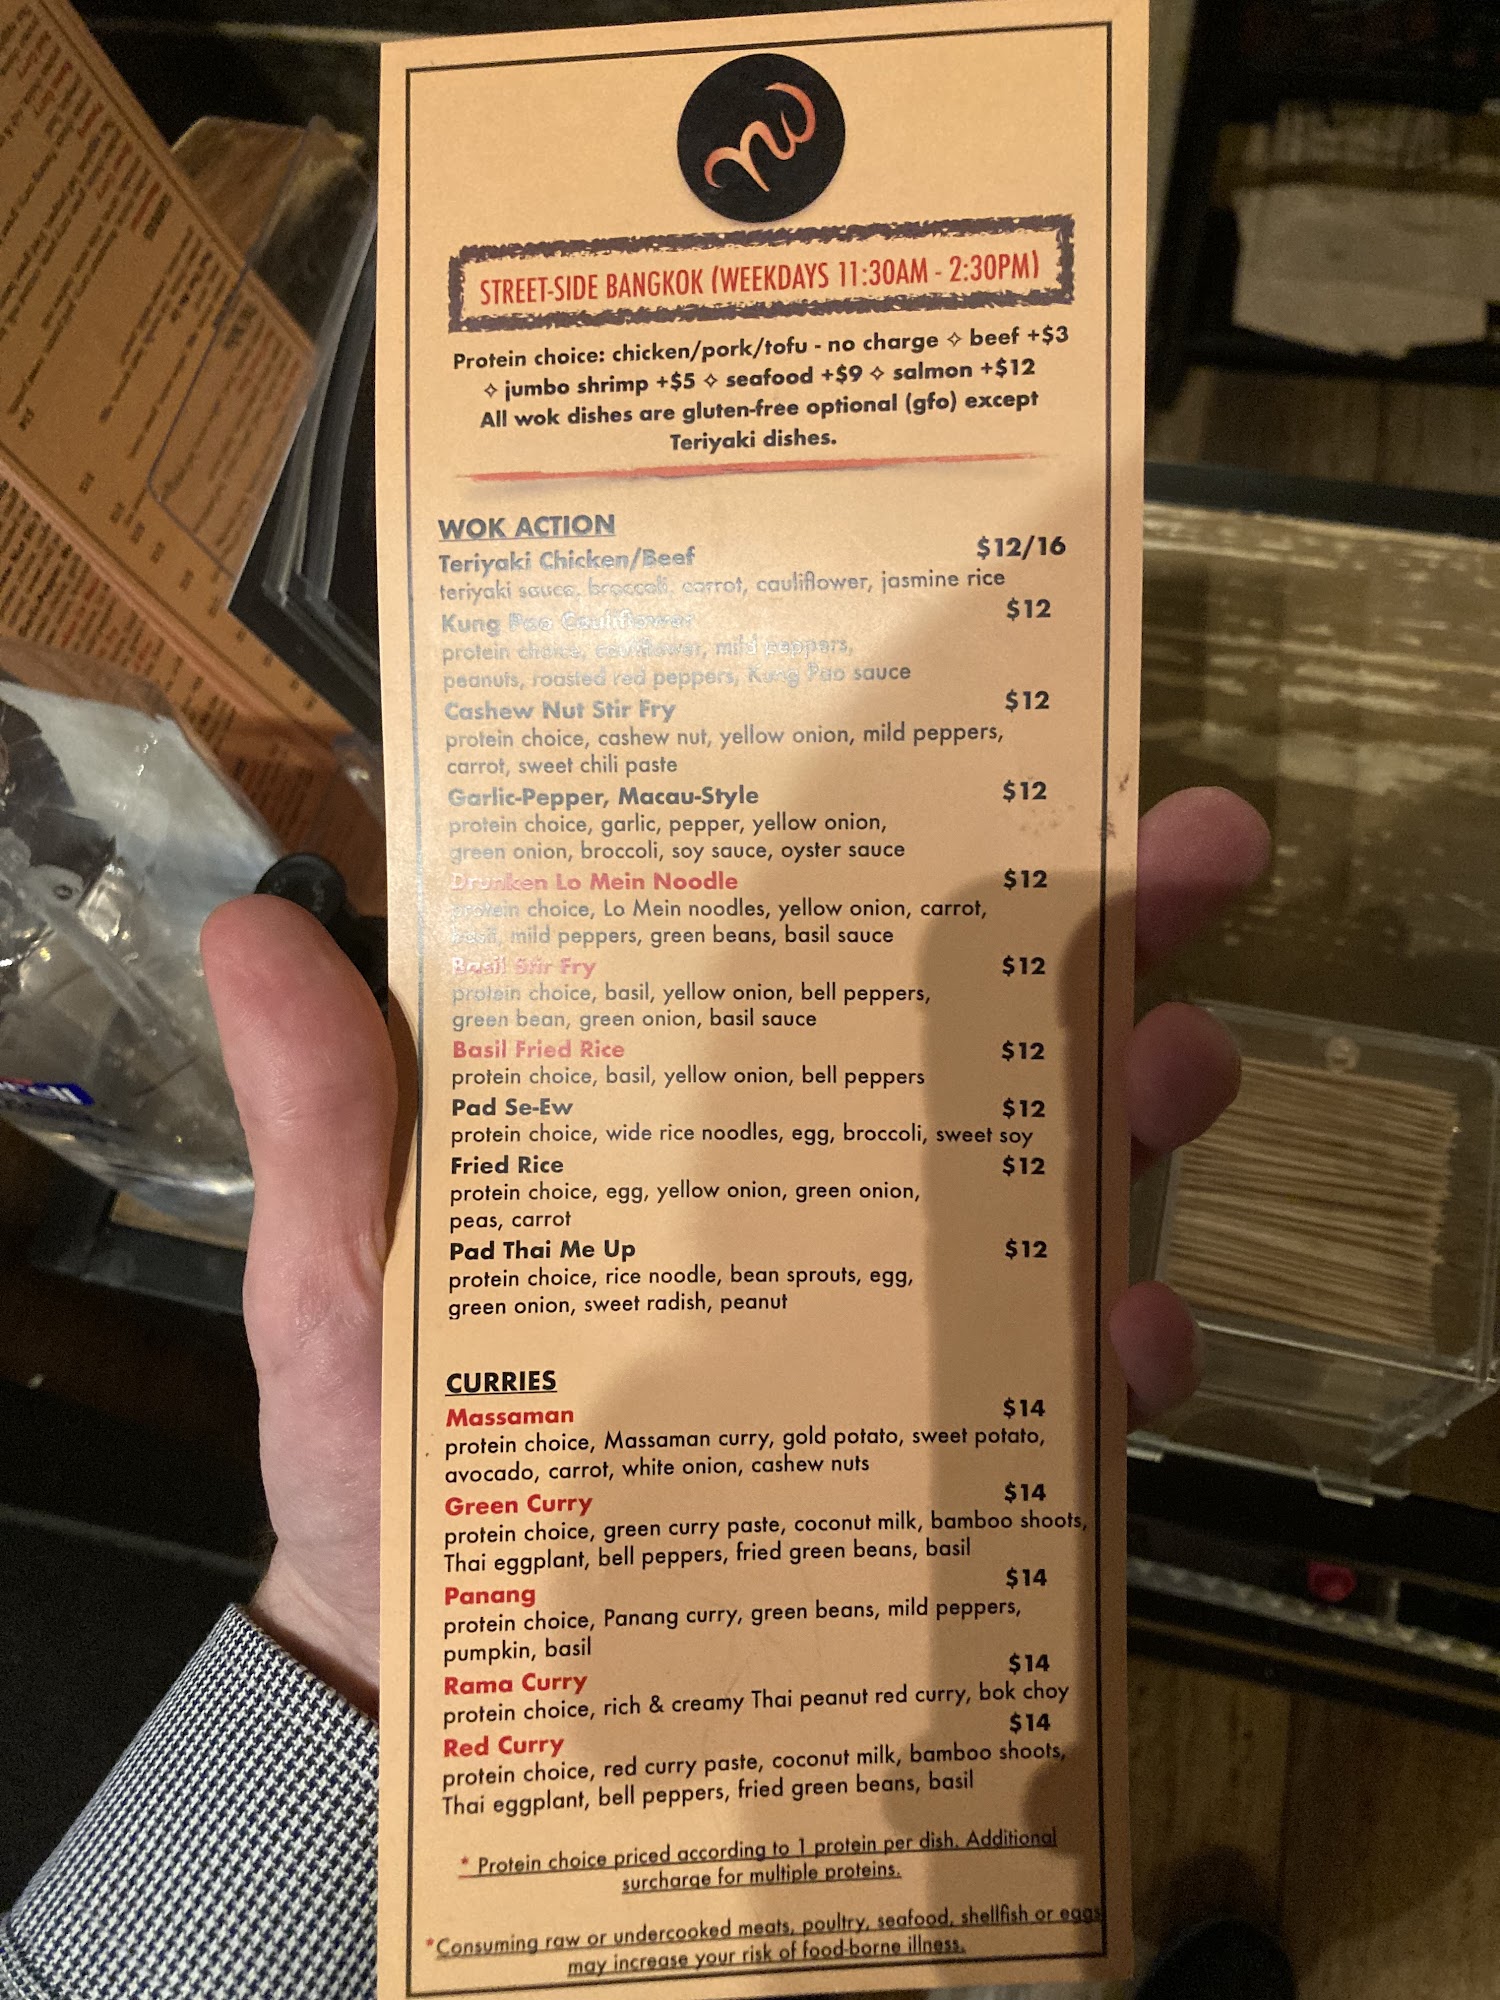 nw
STREET-SIDE BANGKOK (WEEKDAYS 11:30AM - 2:30PM)
Protein choice: chicken/pork/tofu - no charge ✧ beef +$3
✧ jumbo shrimp +$5 ✧ seafood +$9 ✧ salmon +$12
All wok dishes are gluten-free optional (gfo) except
Teriyaki dishes.
WOK ACTION
Teriyaki Chicken/Beef $12/16
teriyaki sauce, broccoli, carrot, cauliflower, jasmine rice
Kung Pao Cauliflower $12
protein choice, cauliflower, mild peppers,
peanuts, roasted red peppers, Kung Pao sauce
Cashew Nut Stir Fry $12
protein choice, cashew nut, yellow onion, mild peppers,
carrot, sweet chili paste
Garlic-Pepper, Macau-Style $12
protein choice, garlic, pepper, yellow onion,
green onion, broccoli, soy sauce, oyster sauce
Drunken Lo Mein Noodle $12
protein choice, Lo Mein noodles, yellow onion, carrot,
basil, mild peppers, green beans, basil sauce
Basil Stir Fry $12
protein choice, basil, yellow onion, bell peppers,
green bean, green onion, basil sauce
Basil Fried Rice $12
protein choice, basil, yellow onion, bell peppers
Pad Se-Ew $12
protein choice, wide rice noodles, egg, broccoli, sweet soy
Fried Rice $12
protein choice, egg, yellow onion, green onion,
peas, carrot
Pad Thai Me Up $12
protein choice, rice noodle, bean sprouts, egg,
green onion, sweet radish, peanut
CURRIES
Massaman $14
protein choice, Massaman curry, gold potato, sweet potato,
avocado, carrot, white onion, cashew nuts
Green Curry $14
protein choice, green curry paste, coconut milk, bamboo shoots,
Thai eggplant, bell peppers, fried green beans, basil
Panang $14
protein choice, Panang curry, green beans, mild peppers,
pumpkin, basil
Rama Curry $14
protein choice, rich & creamy Thai peanut red curry, bok choy
Red Curry $14
protein choice, red curry paste, coconut milk, bamboo shoots,
Thai eggplant, bell peppers, fried green beans, basil
* Protein choice priced according to 1 protein per dish. Additional
surcharge for multiple proteins.
*Consuming raw or undercooked meats, poultry, seafood, shellfish or eggs
may increase your risk of food-borne illness.